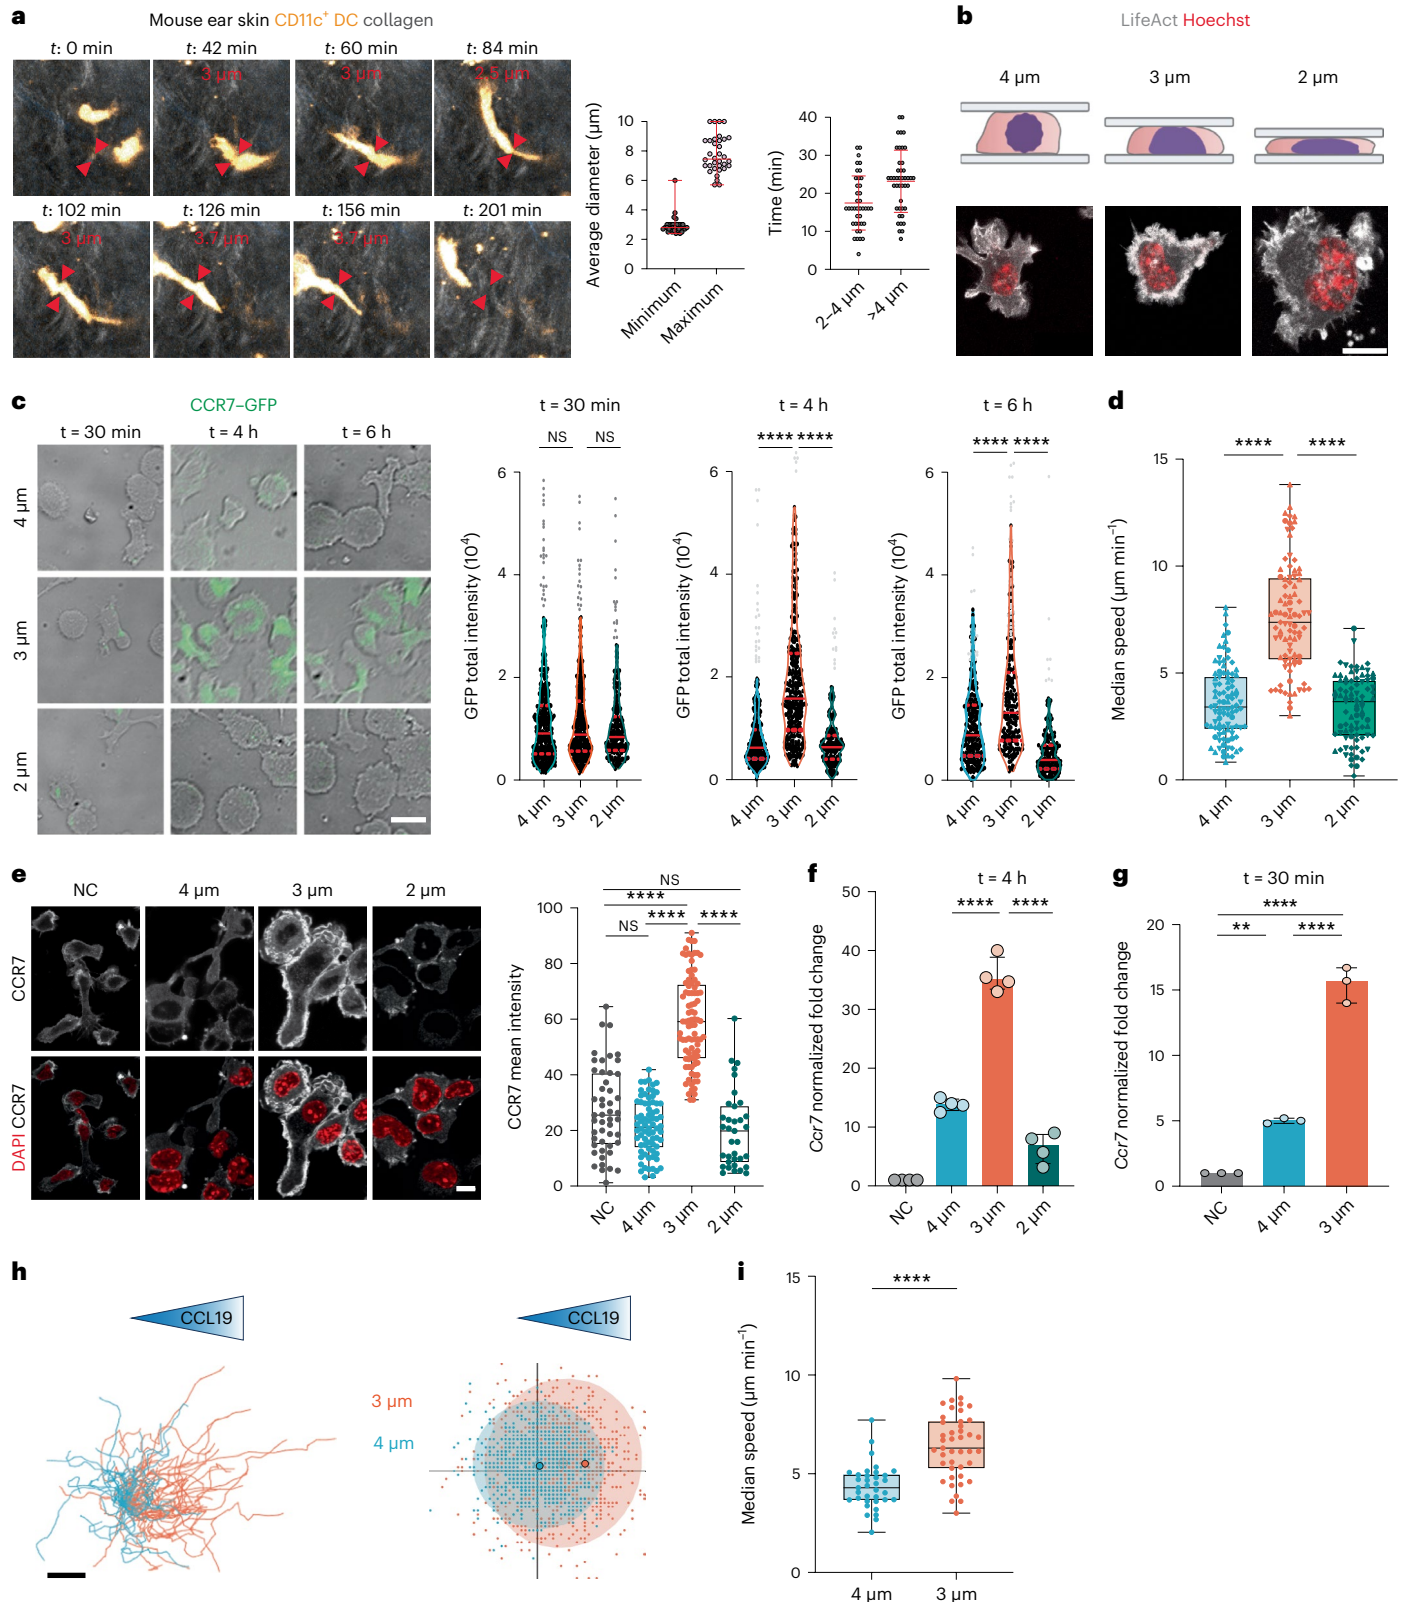 a
Mouse ear skin CD11c⁺ DC collagen
t: 0 min
t: 42 min
t: 60 min
t: 84 min
3 µm
3 µm
2.5 µm
t: 102 min
t: 126 min
t: 156 min
t: 201 min
3 µm
3.7 µm
3.7 µm
Average diameter (µm)
10
8
6
4
2
0
Minimum
Maximum
Time (min)
40
30
20
10
0
2–4 µm
>4 µm
b
LifeAct Hoechst
4 µm
3 µm
2 µm
c
CCR7–GFP
t = 30 min
t = 4 h
t = 6 h
4 µm
3 µm
2 µm
t = 30 min
NS
NS
GFP total intensity (10⁴)
6
4
2
0
4 µm
3 µm
2 µm
t = 4 h
****
****
GFP total intensity (10⁴)
6
4
2
0
4 µm
3 µm
2 µm
t = 6 h
****
****
GFP total intensity (10⁴)
6
4
2
0
4 µm
3 µm
2 µm
d
****
****
Median speed (µm min⁻¹)
15
10
5
0
4 µm
3 µm
2 µm
e
NC
4 µm
3 µm
2 µm
CCR7
DAPI CCR7
NS
****
NS
****
****
CCR7 mean intensity
100
80
60
40
20
0
NC
4 µm
3 µm
2 µm
f
t = 4 h
****
****
Ccr7 normalized fold change
50
40
30
20
10
0
NC
4 µm
3 µm
2 µm
g
t = 30 min
****
**
****
Ccr7 normalized fold change
20
15
10
5
0
NC
4 µm
3 µm
h
CCL19
CCL19
3 µm
4 µm
i
****
Median speed (µm min⁻¹)
15
10
5
0
4 µm
3 µm